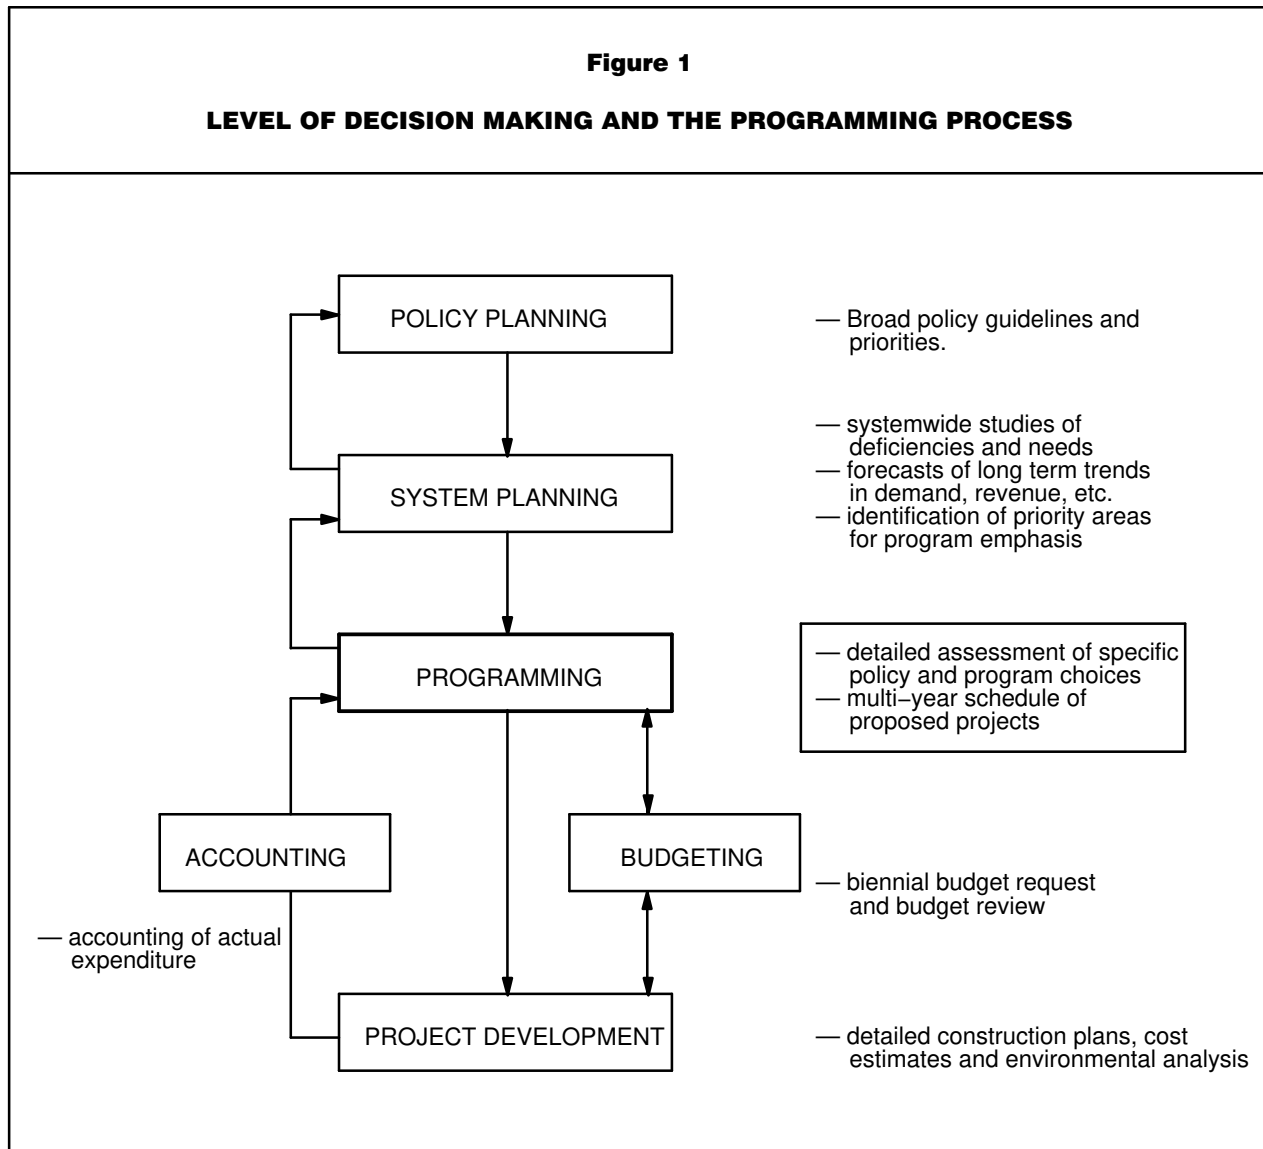 Figure 1
LEVEL OF DECISION MAKING AND THE PROGRAMMING PROCESS
POLICY PLANNING
— Broad policy guidelines and
priorities.
SYSTEM PLANNING
— systemwide studies of
deficiencies and needs
— forecasts of long term trends
in demand, revenue, etc.
— identification of priority areas
for program emphasis
PROGRAMMING
— detailed assessment of specific
policy and program choices
— multi–year schedule of
proposed projects
ACCOUNTING
— accounting of actual
expenditure
BUDGETING
— biennial budget request
and budget review
PROJECT DEVELOPMENT
— detailed construction plans, cost
estimates and environmental analysis